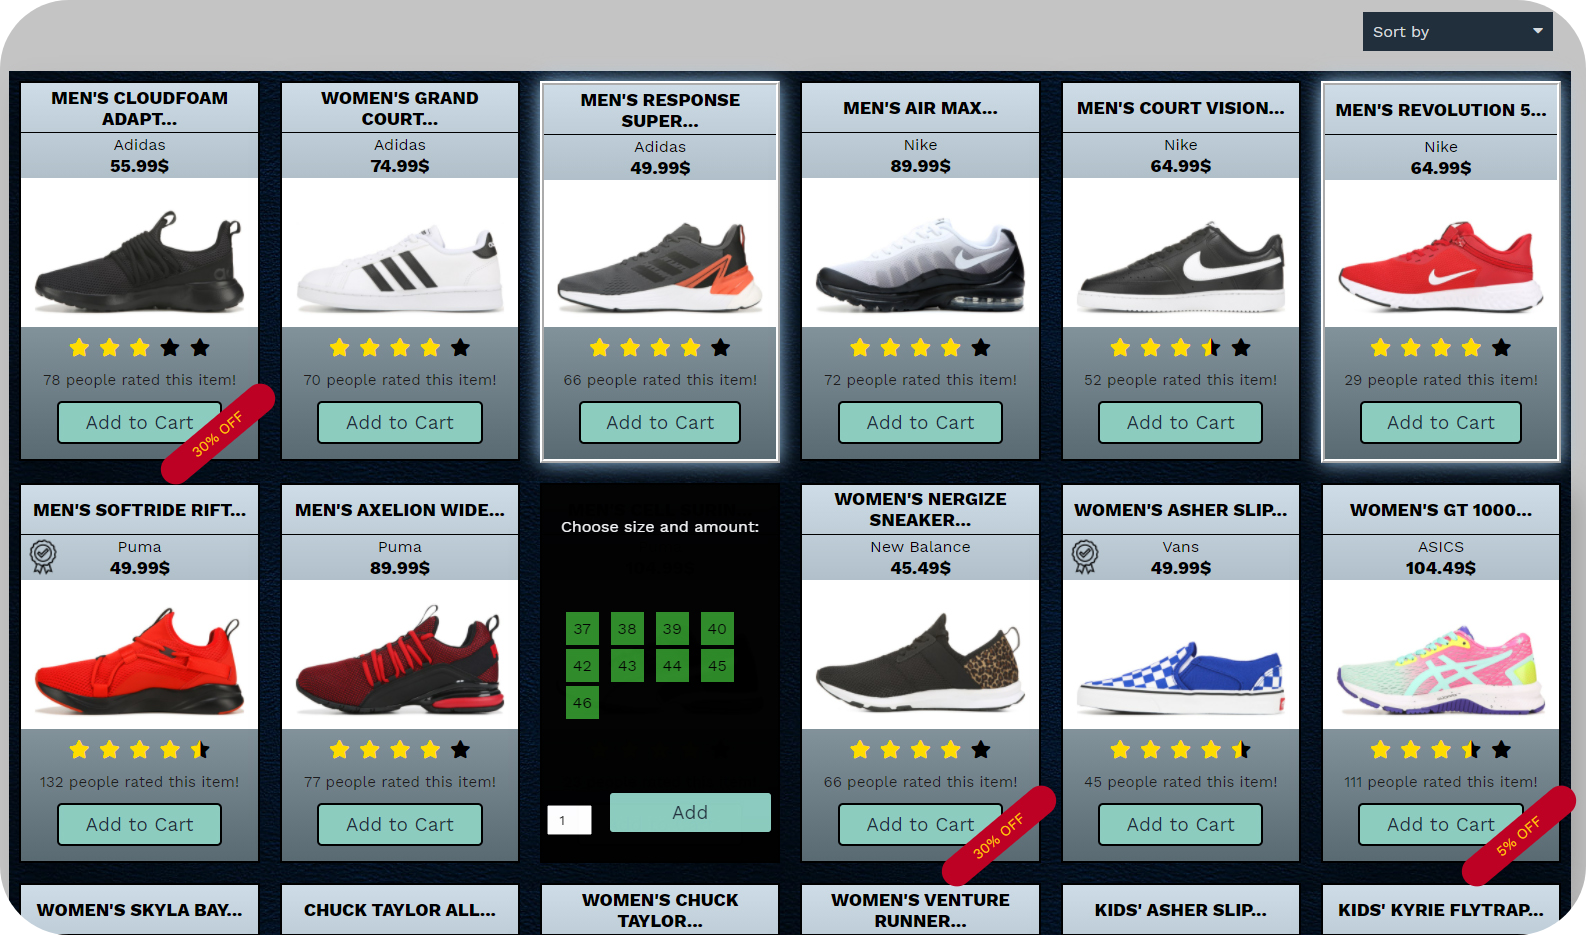 Sort by
MEN'S CLOUDFOAM
ADAPT...
Adidas
55.99$
78 people rated this item!
Add to Cart
30% OFF
WOMEN'S GRAND
COURT...
Adidas
74.99$
70 people rated this item!
Add to Cart
MEN'S RESPONSE
SUPER...
Adidas
49.99$
66 people rated this item!
Add to Cart
MEN'S AIR MAX...
Nike
89.99$
72 people rated this item!
Add to Cart
MEN'S COURT VISION...
Nike
64.99$
52 people rated this item!
Add to Cart
MEN'S REVOLUTION 5...
Nike
64.99$
29 people rated this item!
Add to Cart
MEN'S SOFTRIDE RIFT...
Puma
49.99$
132 people rated this item!
Add to Cart
MEN'S AXELION WIDE...
Puma
89.99$
77 people rated this item!
Add to Cart
Choose size and amount:
37 38 39 40
42 43 44 45
46
1
Add
WOMEN'S NERGIZE
SNEAKER...
New Balance
45.49$
66 people rated this item!
Add to Cart
30% OFF
WOMEN'S ASHER SLIP...
Vans
49.99$
45 people rated this item!
Add to Cart
WOMEN'S GT 1000...
ASICS
104.49$
111 people rated this item!
Add to Cart
5% OFF
WOMEN'S SKYLA BAY...
CHUCK TAYLOR ALL...
WOMEN'S CHUCK
TAYLOR...
WOMEN'S VENTURE
RUNNER...
KIDS' ASHER SLIP...
KIDS' KYRIE FLYTRAP...